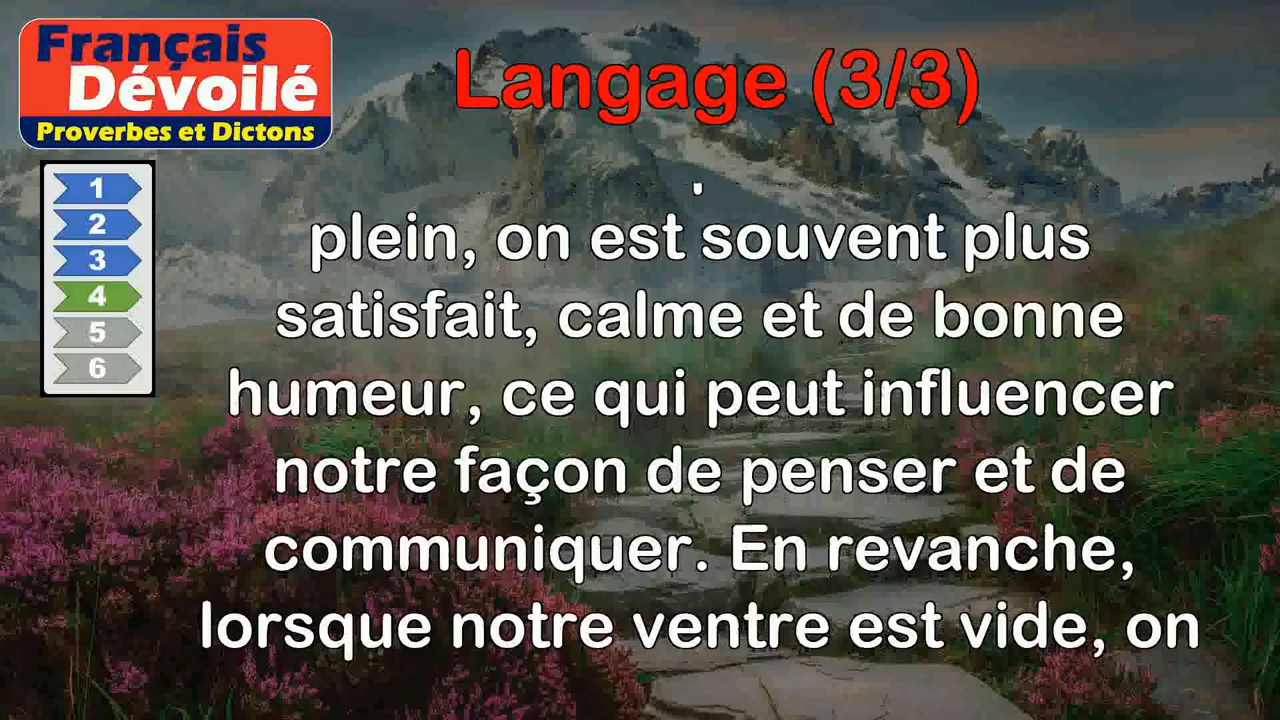 Français
Dévoilé
Proverbes et Dictons
Langage (3/3)
1
2
3
4
5
6
plein, on est souvent plus
satisfait, calme et de bonne
humeur, ce qui peut influencer
notre façon de penser et de
communiquer. En revanche,
lorsque notre ventre est vide, on